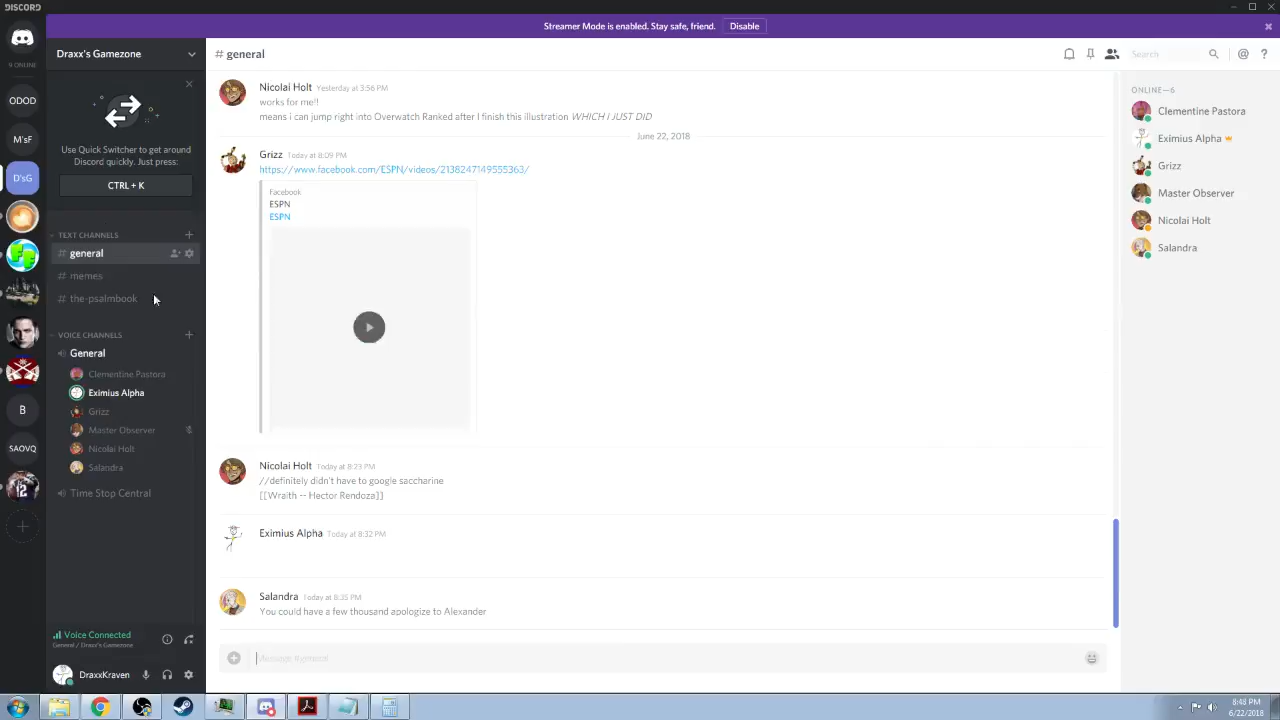 DISCORD
Streamer Mode is enabled. Stay safe, friend. Disable
9 ONLINE
DDDD
M'sF
D'sG
B
SAOVQ
Draxx's Gamezone
Use Quick Switcher to get around
Discord quickly. Just press:
CTRL + K
TEXT CHANNELS
# general
# memes
# the-psalmbook
VOICE CHANNELS
General
Clementine Pastora
Eximius Alpha
Grizz
Master Observer
Nicolai Holt
Salandra
Time Stop Central
Voice Connected
General / Draxx's Gamezone
DraxxKraven
# general
Search
Nicolai Holt Yesterday at 3:56 PM
works for me!!
means i can jump right into Overwatch Ranked after I finish this illustration WHICH I JUST DID
June 22, 2018
Grizz Today at 8:09 PM
https://www.facebook.com/ESPN/videos/2138247149555363/
Facebook
ESPN
ESPN
Nicolai Holt Today at 8:23 PM
//definitely didn't have to google saccharine
[[Wraith -- Hector Rendoza]]
Eximius Alpha Today at 8:32 PM
Salandra Today at 8:35 PM
You could have a few thousand apologize to Alexander
Message #general
ONLINE—6
Clementine Pastora
Eximius Alpha
Grizz
Master Observer
Nicolai Holt
Salandra
8:48 PM
6/22/2018